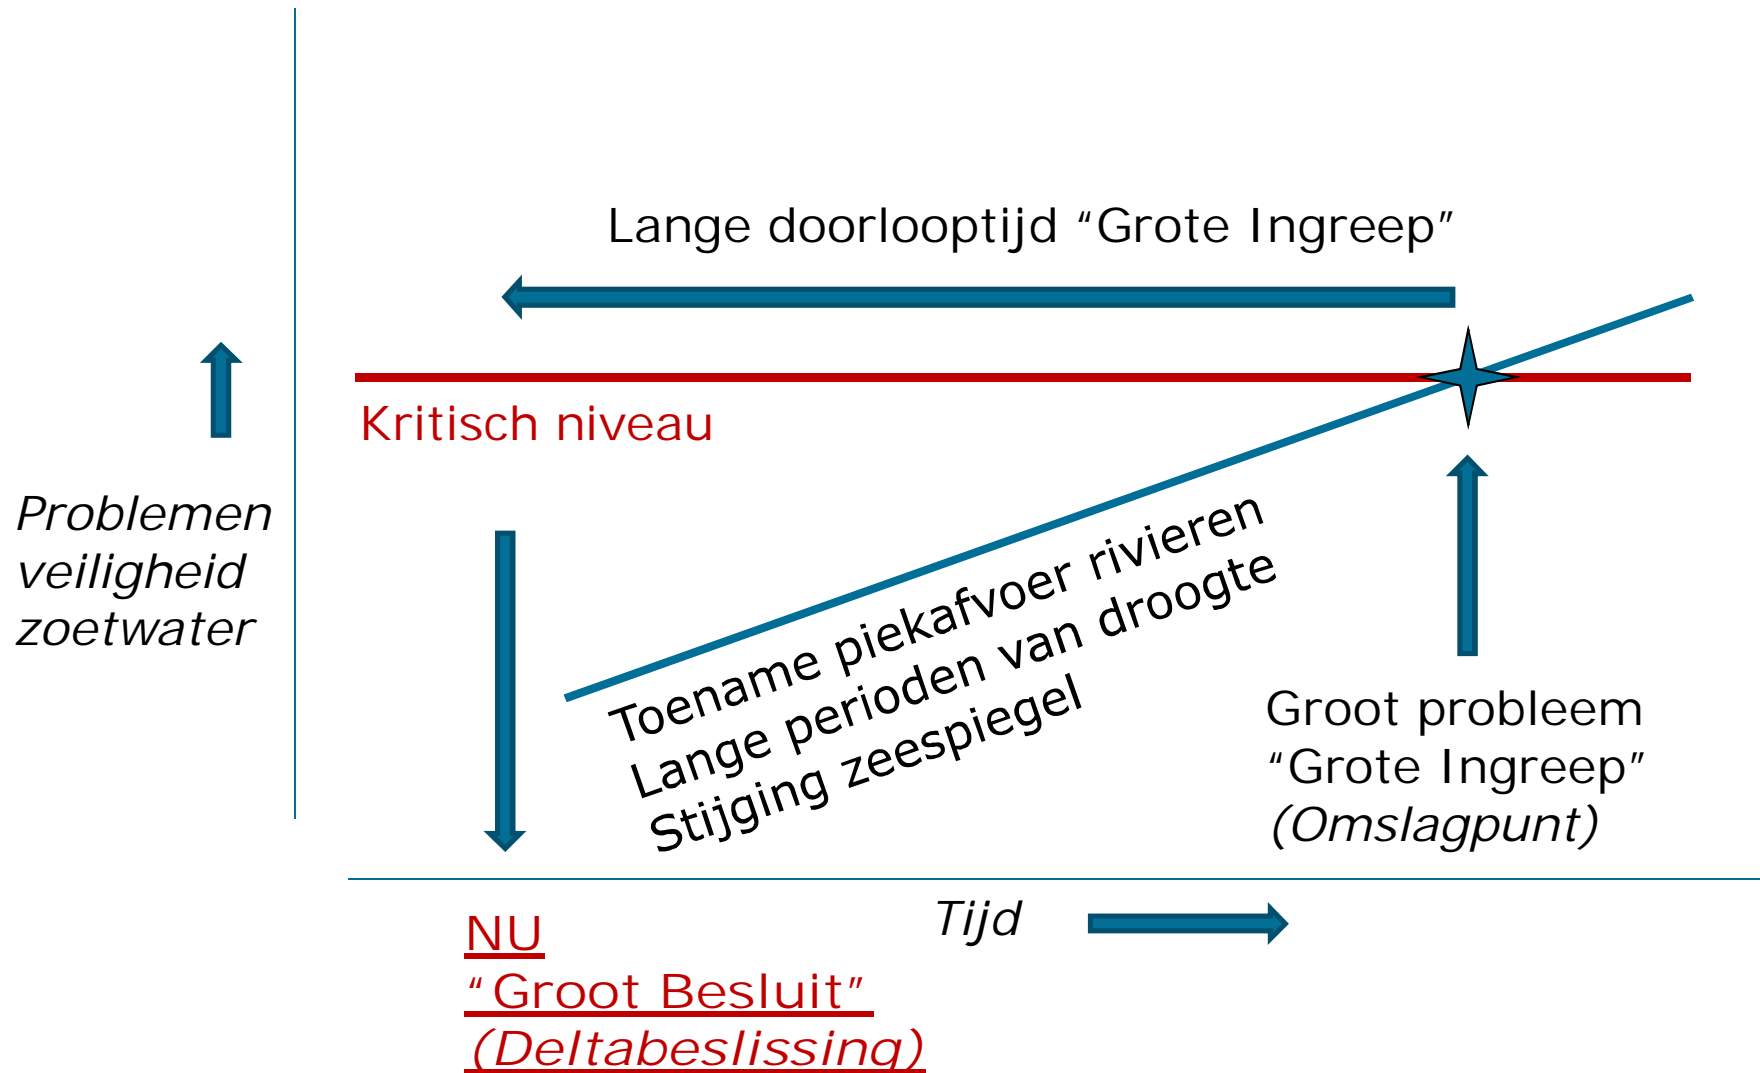 Lange doorlooptijd “Grote Ingreep”
Kritisch niveau
Problemen
veiligheid
zoetwater
Toename piekafvoer rivieren
Lange perioden van droogte
Stijging zeespiegel
Groot probleem
“Grote Ingreep”
(Omslagpunt)
Tijd
NU
“Groot Besluit”
(Deltabeslissing)